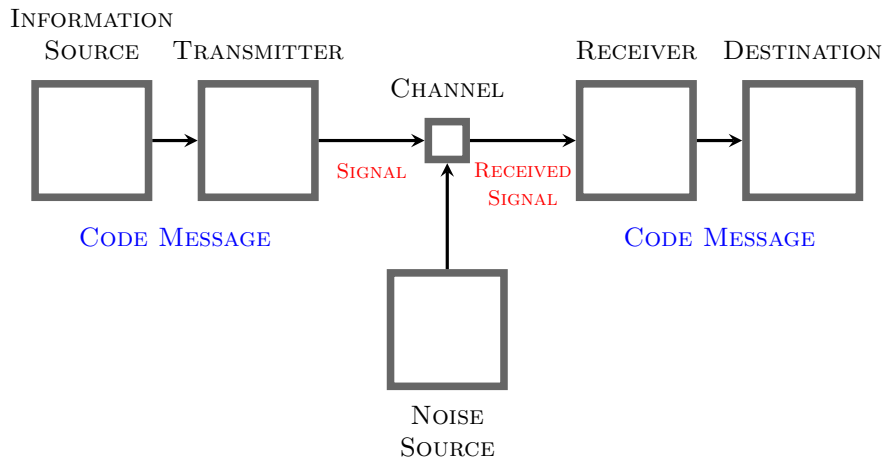 Information
Source
Transmitter
Channel
Receiver
Destination
Signal
Received
Signal
Code Message
Code Message
Noise
Source